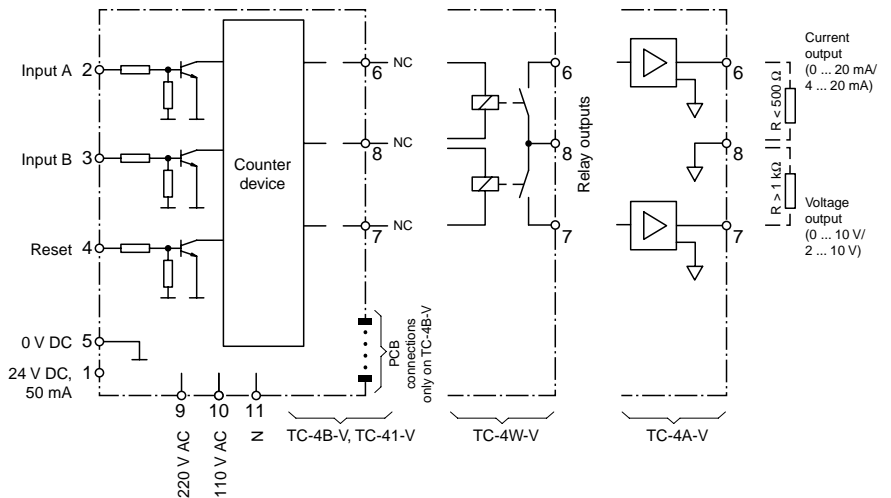 Input A
2
Input B
3
Reset
4
0 V DC
5
24 V DC,
50 mA
1
Counter
device
6
NC
8
NC
7
NC
PCB
connections
only on TC-4B-V
9
10
11
220 V AC
110 V AC
N
TC-4B-V, TC-41-V
6
8
7
Relay outputs
TC-4W-V
6
8
7
R < 500 Ω
R > 1 kΩ
Current
output
(0 ... 20 mA/
4 ... 20 mA)
Voltage
output
(0 ... 10 V/
2 ... 10 V)
TC-4A-V